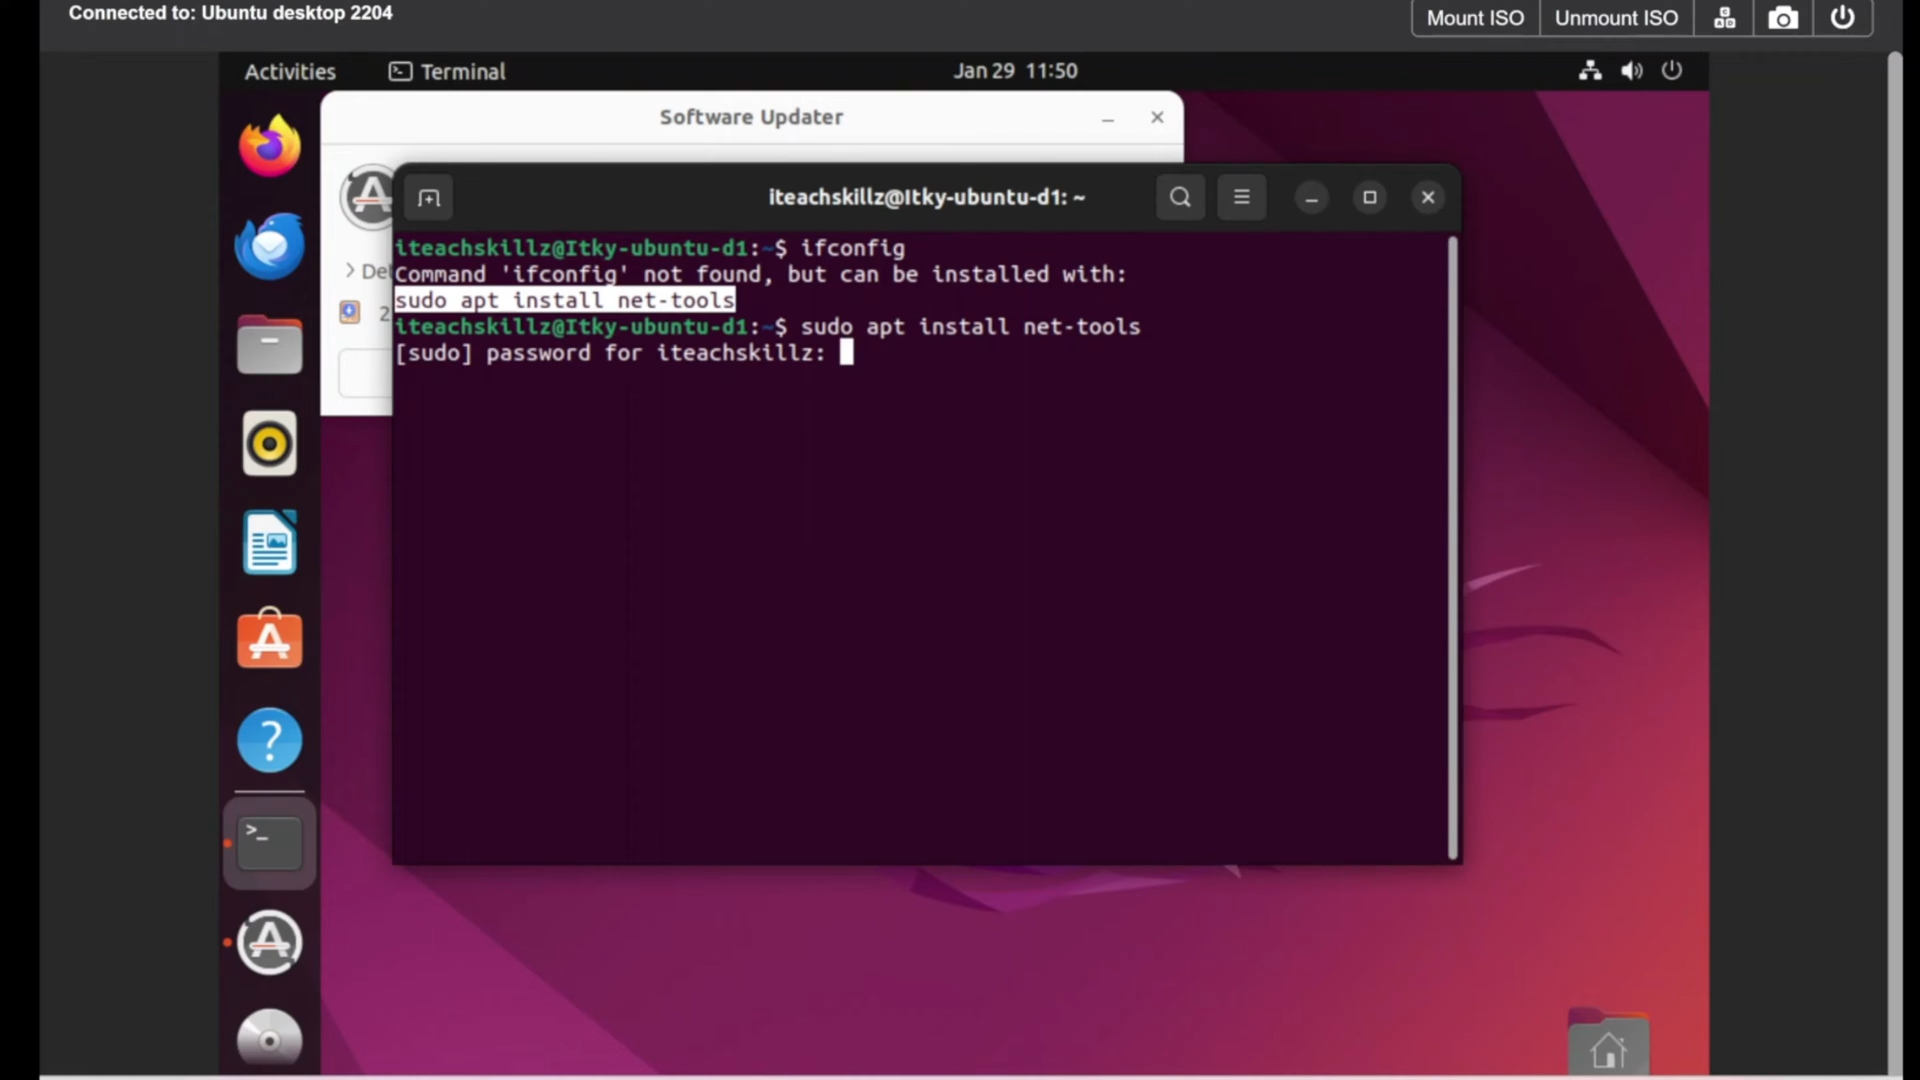 Connected to: Ubuntu desktop 2204
Mount ISO
Unmount ISO
Activities
Terminal
Jan 29 11:50
Software Updater
iteachskillz@Itky-ubuntu-d1: ~
iteachskillz@Itky-ubuntu-d1:~$ ifconfig
Command 'ifconfig' not found, but can be installed with:
sudo apt install net-tools
iteachskillz@Itky-ubuntu-d1:~$ sudo apt install net-tools
[sudo] password for iteachskillz:
De
2